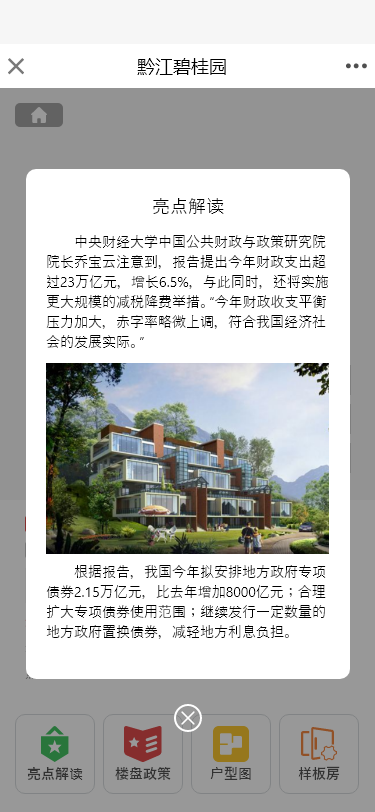 黔江碧桂园
亮点解读
中央财经大学中国公共财政与政策研究院
院长乔宝云注意到，报告提出今年财政支出超
过23万亿元，增长6.5%，与此同时，还将实施
更大规模的减税降费举措。“今年财政收支平衡
压力加大，赤字率略微上调，符合我国经济社
会的发展实际。”
根据报告，我国今年拟安排地方政府专项
债券2.15万亿元，比去年增加8000亿元；合理
扩大专项债券使用范围；继续发行一定数量的
地方政府置换债券，减轻地方利息负担。
亮点解读
楼盘政策
户型图
样板房